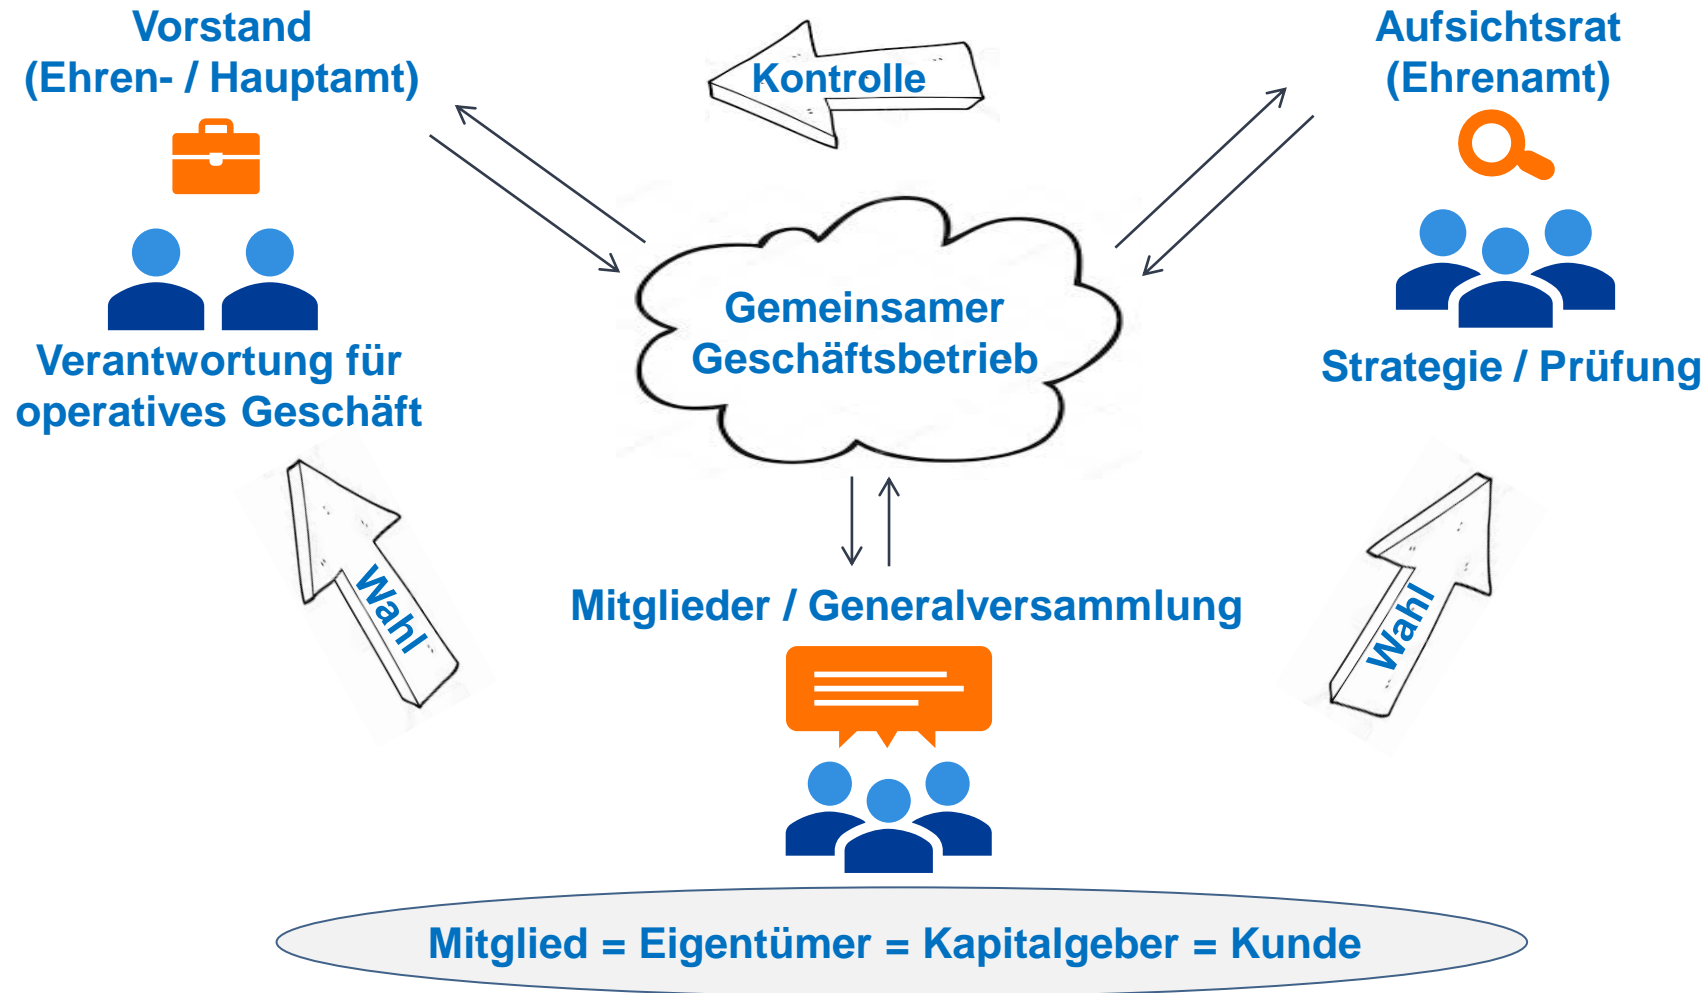 Vorstand
(Ehren- / Hauptamt)
Kontrolle
Aufsichtsrat
(Ehrenamt)
Gemeinsamer
Geschäftsbetrieb
Verantwortung für
operatives Geschäft
Strategie / Prüfung
Wahl
Mitglieder / Generalversammlung
Wahl
Mitglied = Eigentümer = Kapitalgeber = Kunde